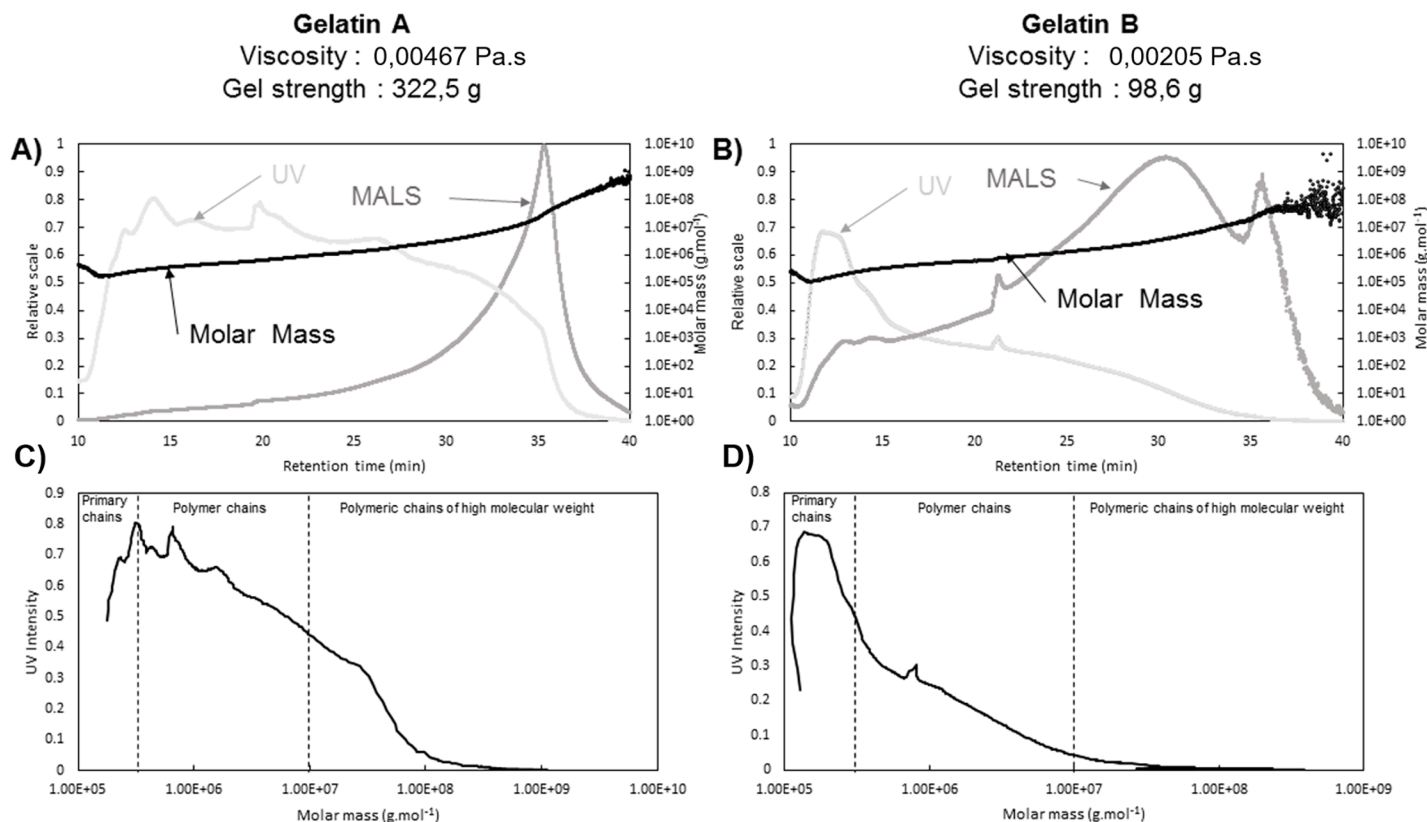 Gelatin A
Viscosity : 0,00467 Pa.s
Gel strength : 322,5 g
Gelatin B
Viscosity : 0,00205 Pa.s
Gel strength : 98,6 g
A)
Relative scale
1
0.9
0.8
0.7
0.6
0.5
0.4
0.3
0.2
0.1
0
UV
MALS
Molar Mass
1.0E+10
1.0E+09
1.0E+08
1.0E+07
1.0E+06
1.0E+05
1.0E+04
1.0E+03
1.0E+02
1.0E+01
1.0E+00
Molar mass (g.mol⁻¹)
10 15 20 25 30 35 40
Retention time (min)
B)
Relative scale
1
0.9
0.8
0.7
0.6
0.5
0.4
0.3
0.2
0.1
0
UV
MALS
Molar Mass
1.0E+10
1.0E+09
1.0E+08
1.0E+07
1.0E+06
1.0E+05
1.0E+04
1.0E+03
1.0E+02
1.0E+01
1.0E+00
Molar mass (g.mol⁻¹)
10 15 20 25 30 35 40
Retention time (min)
C)
UV Intensity
0.9
0.8
0.7
0.6
0.5
0.4
0.3
0.2
0.1
0
Primary
chains
Polymer chains
Polymeric chains of high molecular weight
1.00E+05 1.00E+06 1.00E+07 1.00E+08 1.00E+09 1.00E+10
Molar mass (g.mol⁻¹)
D)
UV Intensity
0.8
0.7
0.6
0.5
0.4
0.3
0.2
0.1
0
Primary
chains
Polymer chains
Polymeric chains of high molecular weight
1.00E+05 1.00E+06 1.00E+07 1.00E+08 1.00E+09
Molar mass (g.mol⁻¹)